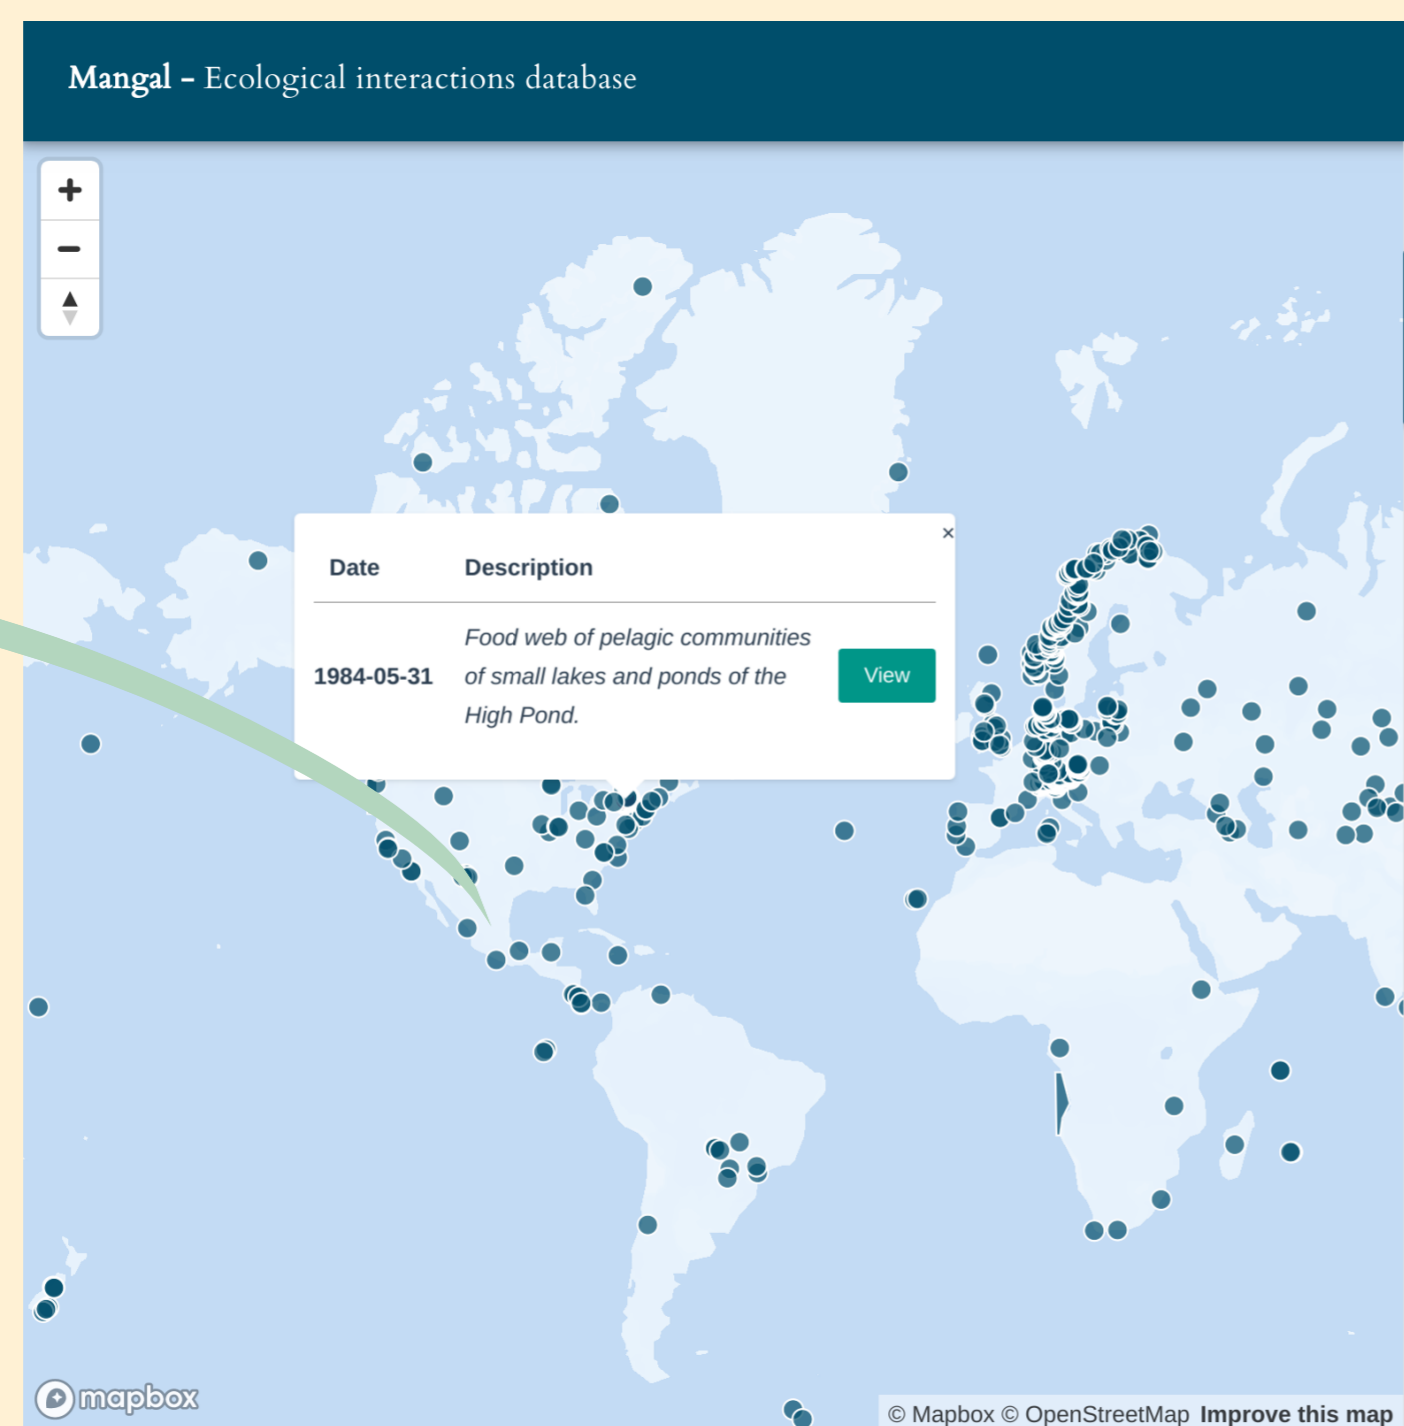 Mangal - Ecological interactions database
Date Description
Food web of pelagic communities
1984-05-31 of small lakes and ponds of the View
High Pond.
mapbox
© Mapbox © OpenStreetMap Improve this map